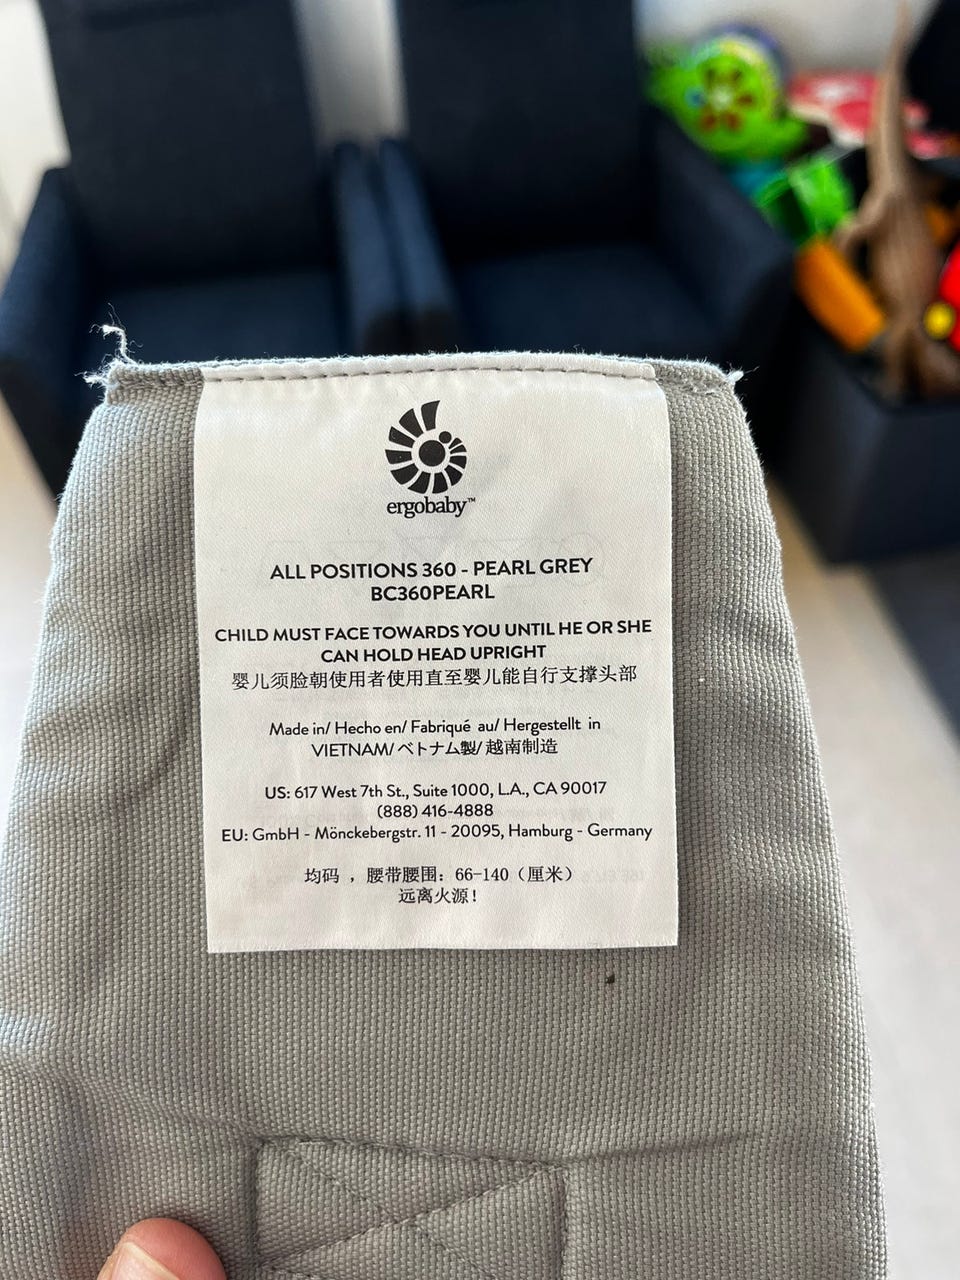 ergobaby™
ALL POSITIONS 360 - PEARL GREY
BC360PEARL
CHILD MUST FACE TOWARDS YOU UNTIL HE OR SHE
CAN HOLD HEAD UPRIGHT
婴儿须脸朝使用者使用直至婴儿能自行支撑头部
Made in/ Hecho en/ Fabriqué au/ Hergestellt in
VIETNAM/ ベトナム製/ 越南制造
US: 617 West 7th St., Suite 1000, L.A., CA 90017
(888) 416-4888
EU: GmbH - Mönckebergstr. 11 - 20095, Hamburg - Germany
均码 ，腰带腰围：66-140（厘米）
远离火源！